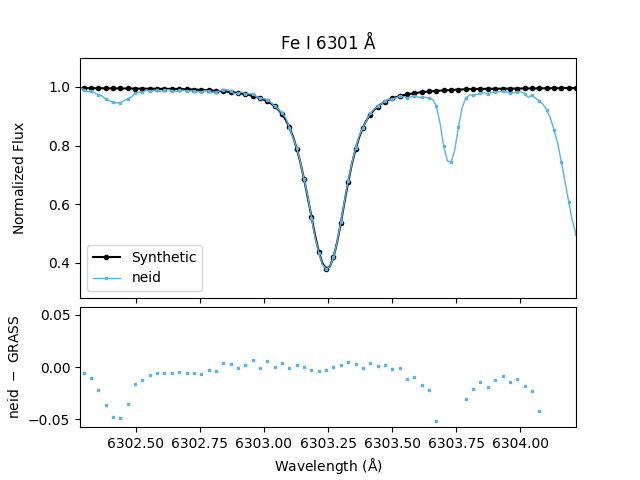 Fe I 6301 Å
Normalized Flux
1.0
0.8
0.6
0.4
Synthetic
neid
neid − GRASS
0.05
0.00
−0.05
6302.50 6302.75 6303.00 6303.25 6303.50 6303.75 6304.00
Wavelength (Å)